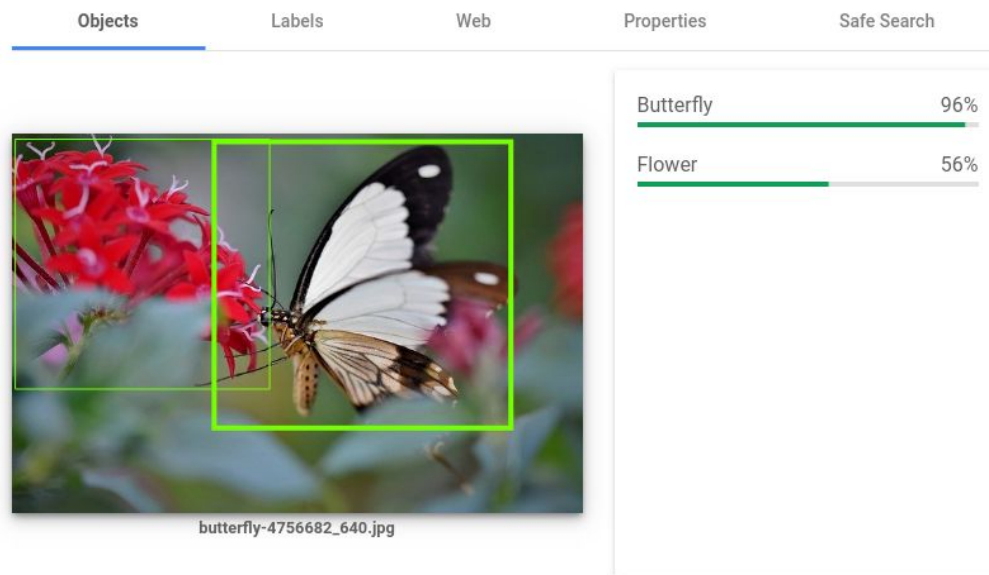 Objects Labels Web Properties Safe Search
Butterfly 96%
Flower 56%
butterfly-4756682_640.jpg